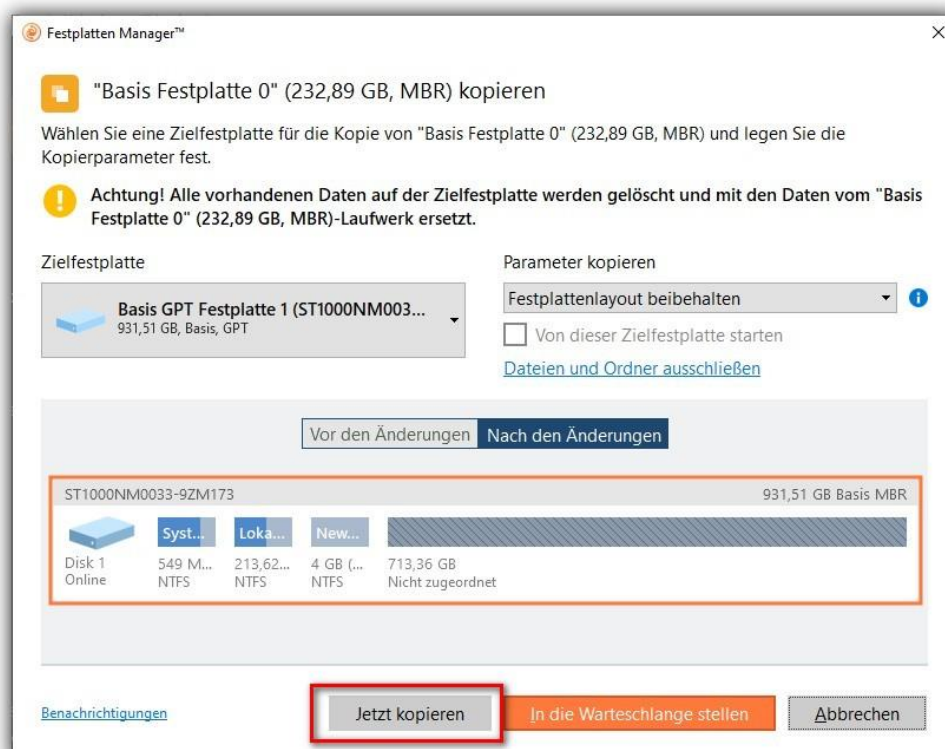 Festplatten Manager™
"Basis Festplatte 0" (232,89 GB, MBR) kopieren
Wählen Sie eine Zielfestplatte für die Kopie von "Basis Festplatte 0" (232,89 GB, MBR) und legen Sie die
Kopierparameter fest.
Achtung! Alle vorhandenen Daten auf der Zielfestplatte werden gelöscht und mit den Daten vom "Basis
Festplatte 0" (232,89 GB, MBR)-Laufwerk ersetzt.
Zielfestplatte
Basis GPT Festplatte 1 (ST1000NM003...
931,51 GB, Basis, GPT
Parameter kopieren
Festplattenlayout beibehalten
Von dieser Zielfestplatte starten
Dateien und Ordner ausschließen
Vor den Änderungen Nach den Änderungen
ST1000NM0033-9ZM173 931,51 GB Basis MBR
Syst... Loka... New...
Disk 1 549 M... 213,62... 4 GB (... 713,36 GB
Online NTFS NTFS NTFS Nicht zugeordnet
Benachrichtigungen Jetzt kopieren In die Warteschlange stellen Abbrechen